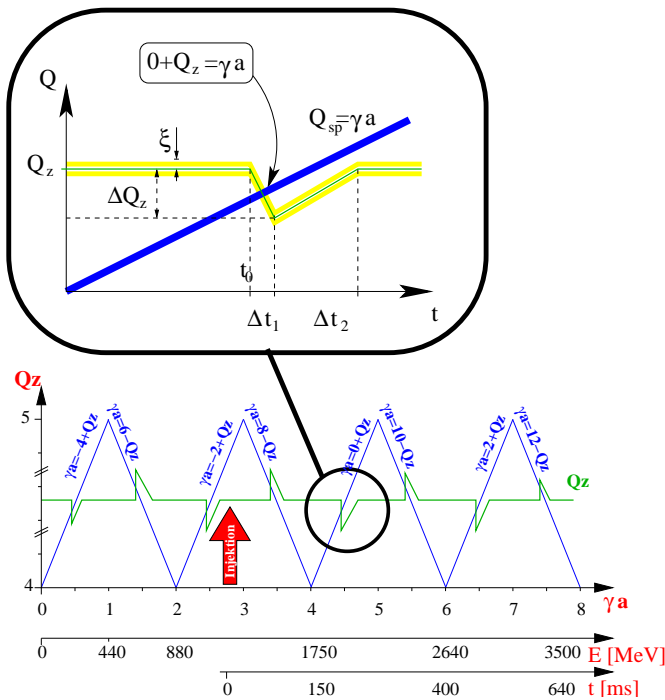 0+Q_z=γa
Q
Q_sp=γa
ξ
Q_z
ΔQ_z
t_0
t
Δt_1
Δt_2
Qz
5
γa=−4+Qz
γa=6−Qz
γa=−2+Qz
γa=8−Qz
γa=0+Qz
γa=10−Qz
γa=2+Qz
γa=12−Qz
Qz
Injektion
4
0 1 2 3 4 5 6 7 8
γa
0 440 880 1750 2640 3500 E [MeV]
0 150 400 640 t [ms]